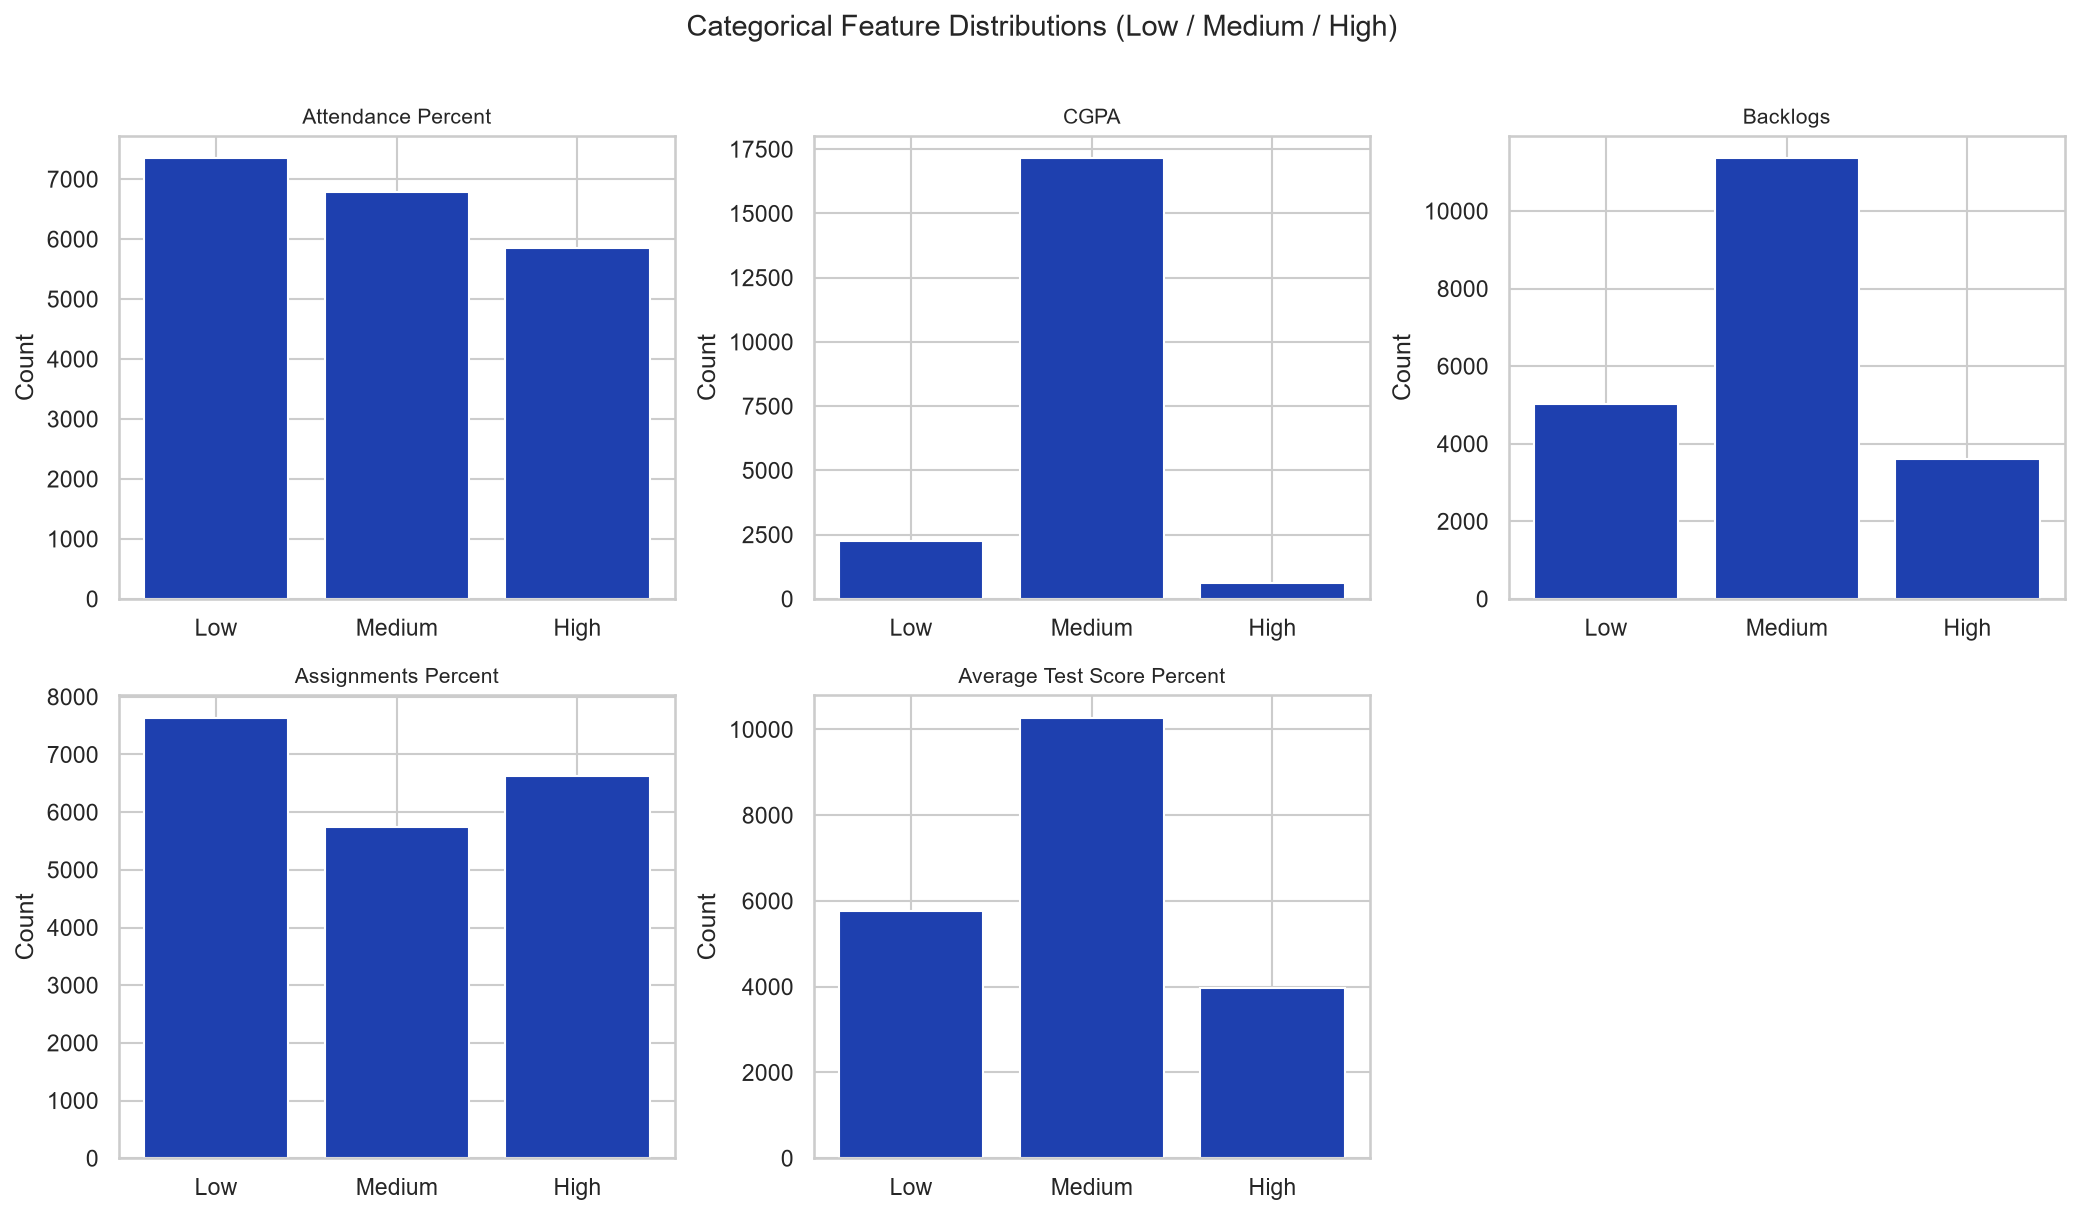 Categorical Feature Distributions (Low / Medium / High)
Attendance Percent
Count
7000
6000
5000
4000
3000
2000
1000
0
Low Medium High
CGPA
Count
17500
15000
12500
10000
7500
5000
2500
0
Low Medium High
Backlogs
Count
10000
8000
6000
4000
2000
0
Low Medium High
Assignments Percent
Count
8000
7000
6000
5000
4000
3000
2000
1000
0
Low Medium High
Average Test Score Percent
Count
10000
8000
6000
4000
2000
0
Low Medium High